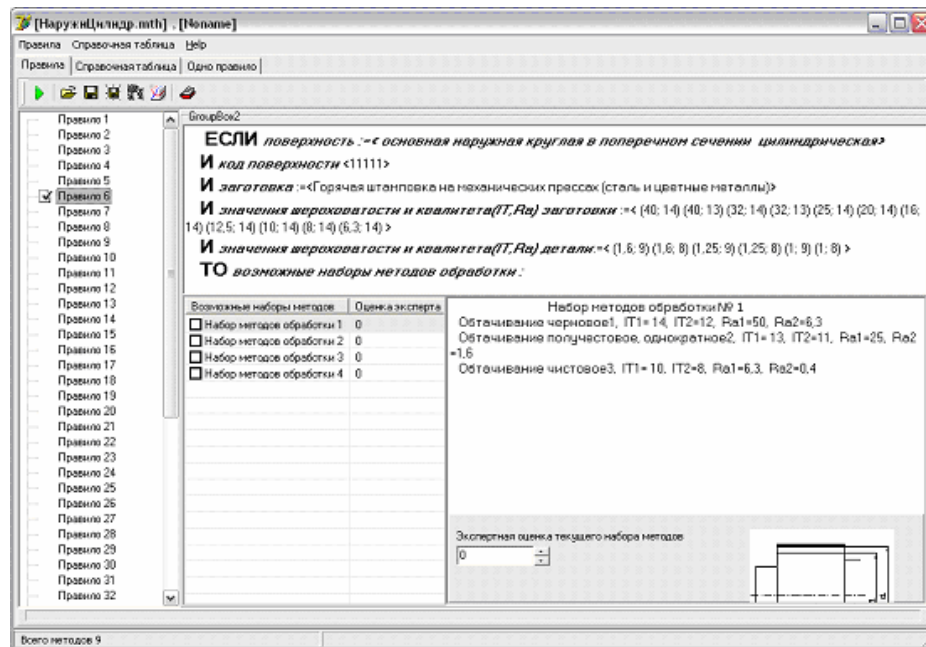 [НаружнЦилндр.mth] , [Noname]
Правила Справочная таблица Help
Правила Справочная таблица Одно правило
GroupBox2
Правило 1
Правило 2
Правило 3
Правило 4
Правило 5
Правило 6
Правило 7
Правило 8
Правило 9
Правило 10
Правило 11
Правило 12
Правило 13
Правило 14
Правило 15
Правило 16
Правило 17
Правило 18
Правило 19
Правило 20
Правило 21
Правило 22
Правило 23
Правило 24
Правило 25
Правило 26
Правило 27
Правило 28
Правило 29
Правило 30
Правило 31
Правило 32
ЕСЛИ поверхность :=< основная наружная круглая в поперечном сечении цилиндрическая>
И код поверхности <11111>
И заготовка :=<Горячая штамповка на механических прессах (сталь и цветные металлы)>
И значения шероховатости и квалитета(IT,Ra) заготовки :=< (40; 14) (40; 13) (32; 14) (32; 13) (25; 14) (20; 14) (16;
14) (12,5; 14) (10; 14) (8; 14) (6,3; 14) >
И значения шероховатости и квалитета(IT,Ra) детали:=< (1,6; 9) (1,6; 8) (1,25; 9) (1,25; 8) (1; 9) (1; 8) >
ТО возможные наборы методов обработки :
Возможные наборы методов Оценка эксперта
Набор методов обработки 1 0
Набор методов обработки 2 0
Набор методов обработки 3 0
Набор методов обработки 4 0
Набор методов обработки№ 1
Обтачивание черновое1, IT1= 14, IT2=12, Ra1=50, Ra2=6,3
Обтачивание получестовое, однократное2, IT1= 13, IT2=11, Ra1=25, Ra2
=1,6
Обтачивание чистовое3, IT1= 10, IT2=8, Ra1=6,3, Ra2=0,4
Экспертная оценка текущего набора методов
0
d
Всего методов 9